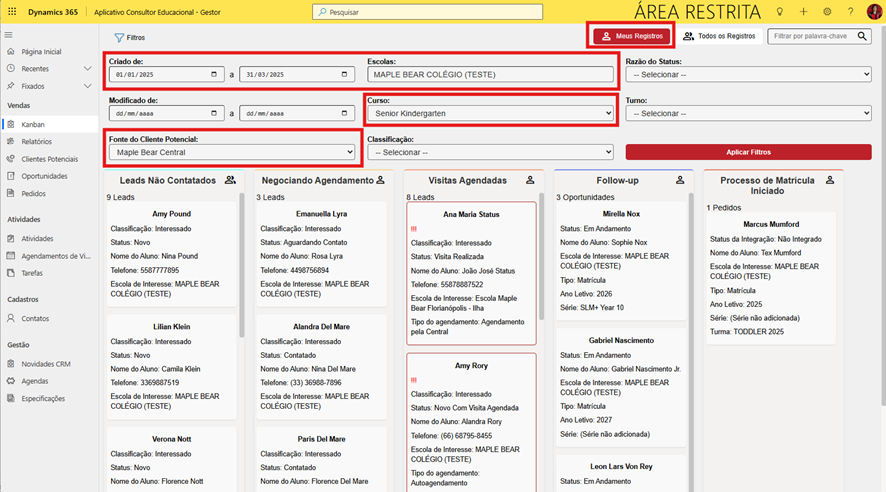 Dynamics 365 Aplicativo Consultor Educacional - Gestor Pesquisar ÁREA RESTRITA
Filtros Meus Registros Todos os Registros Filtrar por palavra-chave
Página Inicial
Recentes
Fixados
Vendas
Kanban
Relatórios
Clientes Potenciais
Oportunidades
Pedidos
Atividades
Atividades
Agendamentos de Vi...
Tarefas
Cadastros
Contatos
Gestão
Novidades CRM
Agendas
Especificações
Criado de: Escolas: Razão do Status:
01/01/2025 a 31/03/2025 MAPLE BEAR COLÉGIO (TESTE) -- Selecionar --
Modificado de: Curso: Turno:
dd/mm/aaaa a dd/mm/aaaa Senior Kindergarten -- Selecionar --
Fonte do Cliente Potencial: Classificação:
Maple Bear Central -- Selecionar -- Aplicar Filtros
Leads Não Contatados
9 Leads
Amy Pound
Classificação: Interessado
Status: Novo
Nome do Aluno: Nina Pound
Telefone: 5587777895
Escola de Interesse: MAPLE BEAR
COLÉGIO (TESTE)
Lilian Klein
Classificação: Interessado
Status: Novo
Nome do Aluno: Camila Klein
Telefone: 3369887519
Escola de Interesse: MAPLE BEAR
COLÉGIO (TESTE)
Verona Nott
Classificação: Interessado
Status: Novo
Nome do Aluno: Florence Nott
Negociando Agendamento
3 Leads
Emanuella Lyra
Classificação: Interessado
Status: Aguardando Contato
Nome do Aluno: Rosa Lyra
Telefone: 4498756894
Escola de Interesse: MAPLE BEAR
COLÉGIO (TESTE)
Alandra Del Mare
Classificação: Interessado
Status: Contatado
Nome do Aluno: Nina Del Mare
Telefone: (33) 36988-7896
Escola de Interesse: MAPLE BEAR
COLÉGIO (TESTE)
Paris Del Mare
Classificação: Interessado
Status: Contatado
Nome do Aluno: Florence Del Mare
Visitas Agendadas
8 Leads
Ana Maria Status
!!!
Classificação: Interessado
Status: Visita Realizada
Nome do Aluno: João José Status
Telefone: 55878887522
Escola de Interesse: Escola Maple
Bear Florianópolis - Ilha
Tipo do agendamento: Agendamento
pela Central
Amy Rory
!!!
Classificação: Interessado
Status: Novo Com Visita Agendada
Nome do Aluno: Alandra Rory
Telefone: (66) 68795-8455
Escola de Interesse: MAPLE BEAR
COLÉGIO (TESTE)
Tipo do agendamento:
Autoagendamento
Follow-up
3 Oportunidades
Mirella Nox
Status: Em Andamento
Nome do Aluno: Sophie Nox
Escola de Interesse: MAPLE BEAR
COLÉGIO (TESTE)
Tipo: Matrícula
Ano Letivo: 2026
Série: SLM+ Year 10
Gabriel Nascimento
Status: Em Andamento
Nome do Aluno: Gabriel Nascimento Jr.
Escola de Interesse: MAPLE BEAR
COLÉGIO (TESTE)
Tipo: Matrícula
Ano Letivo: 2027
Série: (Série não adicionada)
Leon Lars Von Rey
Status: Em Andamento
Processo de Matrícula
Iniciado
1 Pedidos
Marcus Mumford
Status da Integração: Não Integrado
Nome do Aluno: Tex Mumford
Escola de Interesse: MAPLE BEAR
COLÉGIO (TESTE)
Tipo: Matrícula
Ano Letivo: 2025
Série: (Série não adicionada)
Turma: TODDLER 2025